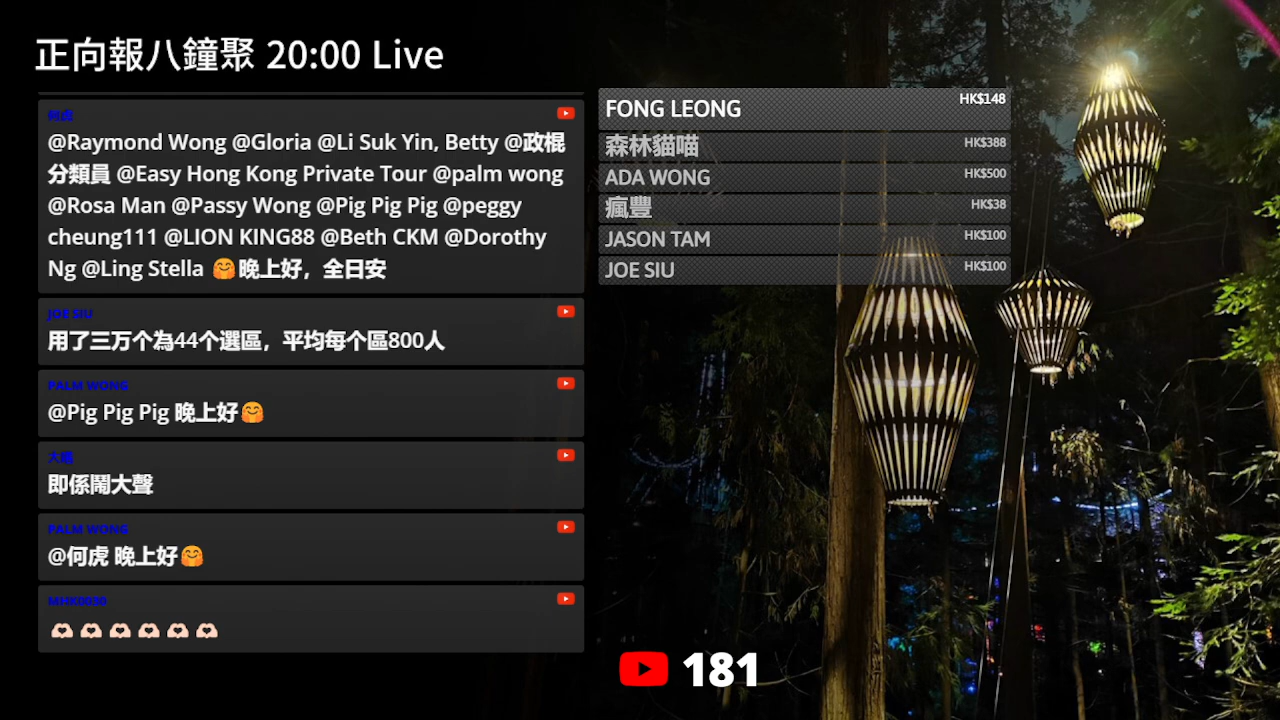 正向報八鐘聚 20:00 Live
何虎
@Raymond Wong @Gloria @Li Suk Yin, Betty @政棍
分類員 @Easy Hong Kong Private Tour @palm wong
@Rosa Man @Passy Wong @Pig Pig Pig @peggy
cheung111 @LION KING88 @Beth CKM @Dorothy
Ng @Ling Stella 🤗晚上好，全日安
JOE SIU
用了三万个為44个選區，平均每个區800人
PALM WONG
@Pig Pig Pig 晚上好🤗
即係鬧大聲
PALM WONG
@何虎 晚上好🤗
🫶🏻🫶🏻🫶🏻🫶🏻🫶🏻🫶🏻
FONG LEONG HK$148
森林貓喵 HK$388
ADA WONG HK$500
瘋豐 HK$38
JASON TAM HK$100
JOE SIU HK$100
181